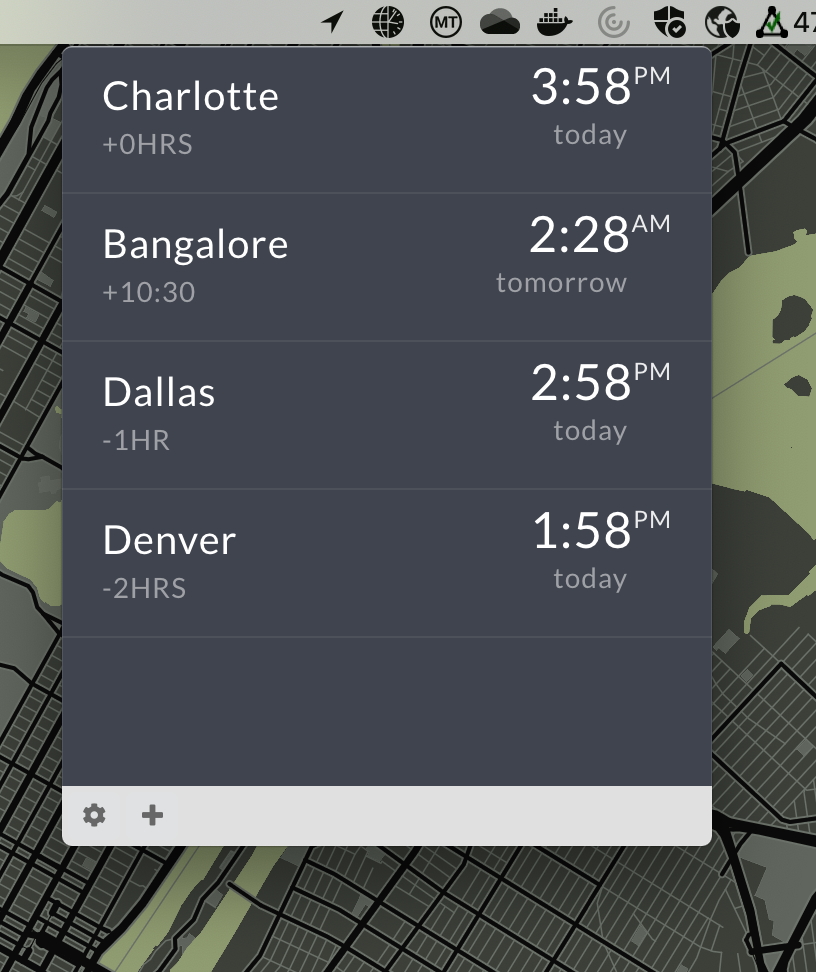 MT
47
Charlotte 3:58PM
+0HRS today
Bangalore 2:28AM
+10:30 tomorrow
Dallas 2:58PM
-1HR today
Denver 1:58PM
-2HRS today